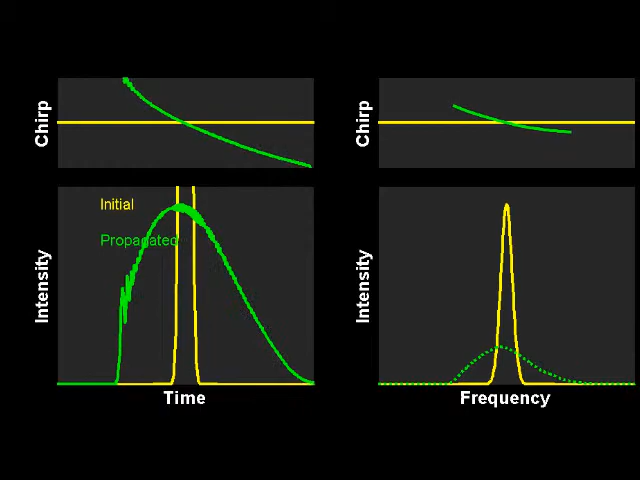 Chirp
Chirp
Initial
Propagated
Intensity
Intensity
Time
Frequency